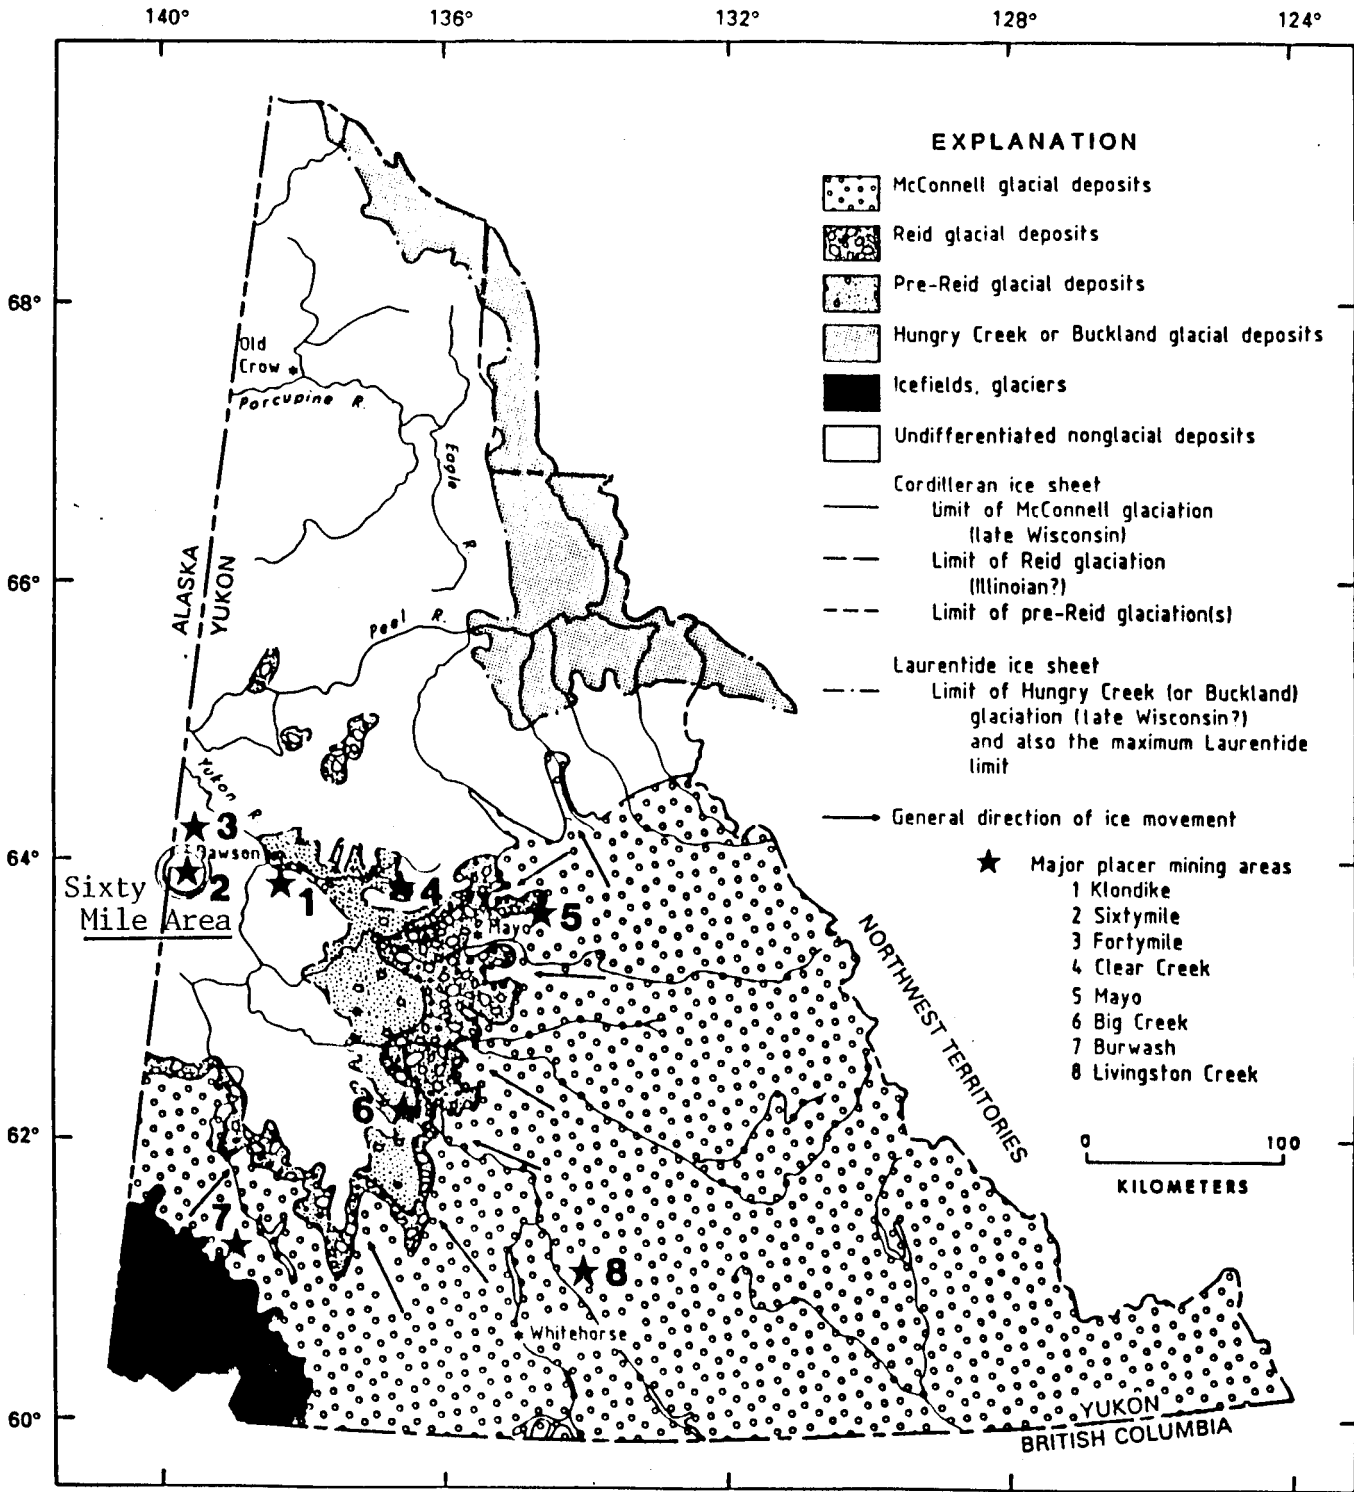 140°
136°
132°
128°
124°
EXPLANATION
McConnell glacial deposits
Reid glacial deposits
Pre-Reid glacial deposits
Hungry Creek or Buckland glacial deposits
Icefields, glaciers
Undifferentiated nonglacial deposits
Cordilleran ice sheet
Limit of McConnell glaciation
(late Wisconsin)
Limit of Reid glaciation
(Illinoian?)
Limit of pre-Reid glaciation(s)
Laurentide ice sheet
Limit of Hungry Creek (or Buckland)
glaciation (late Wisconsin?)
and also the maximum Laurentide
limit
General direction of ice movement
Major placer mining areas
1 Klondike
2 Sixtymile
3 Fortymile
4 Clear Creek
5 Mayo
6 Big Creek
7 Burwash
8 Livingston Creek
0 100
KILOMETERS
68°
66°
64°
62°
60°
Old
Crow
Porcupine R.
Eagle
R
ALASKA
YUKON
Peel R.
Yukon R
3
Dawson
2
1
4
Sixty
Mile Area
5
Mayo
6
7
8
Whitehorse
NORTHWEST TERRITORIES
YUKON
BRITISH COLUMBIA